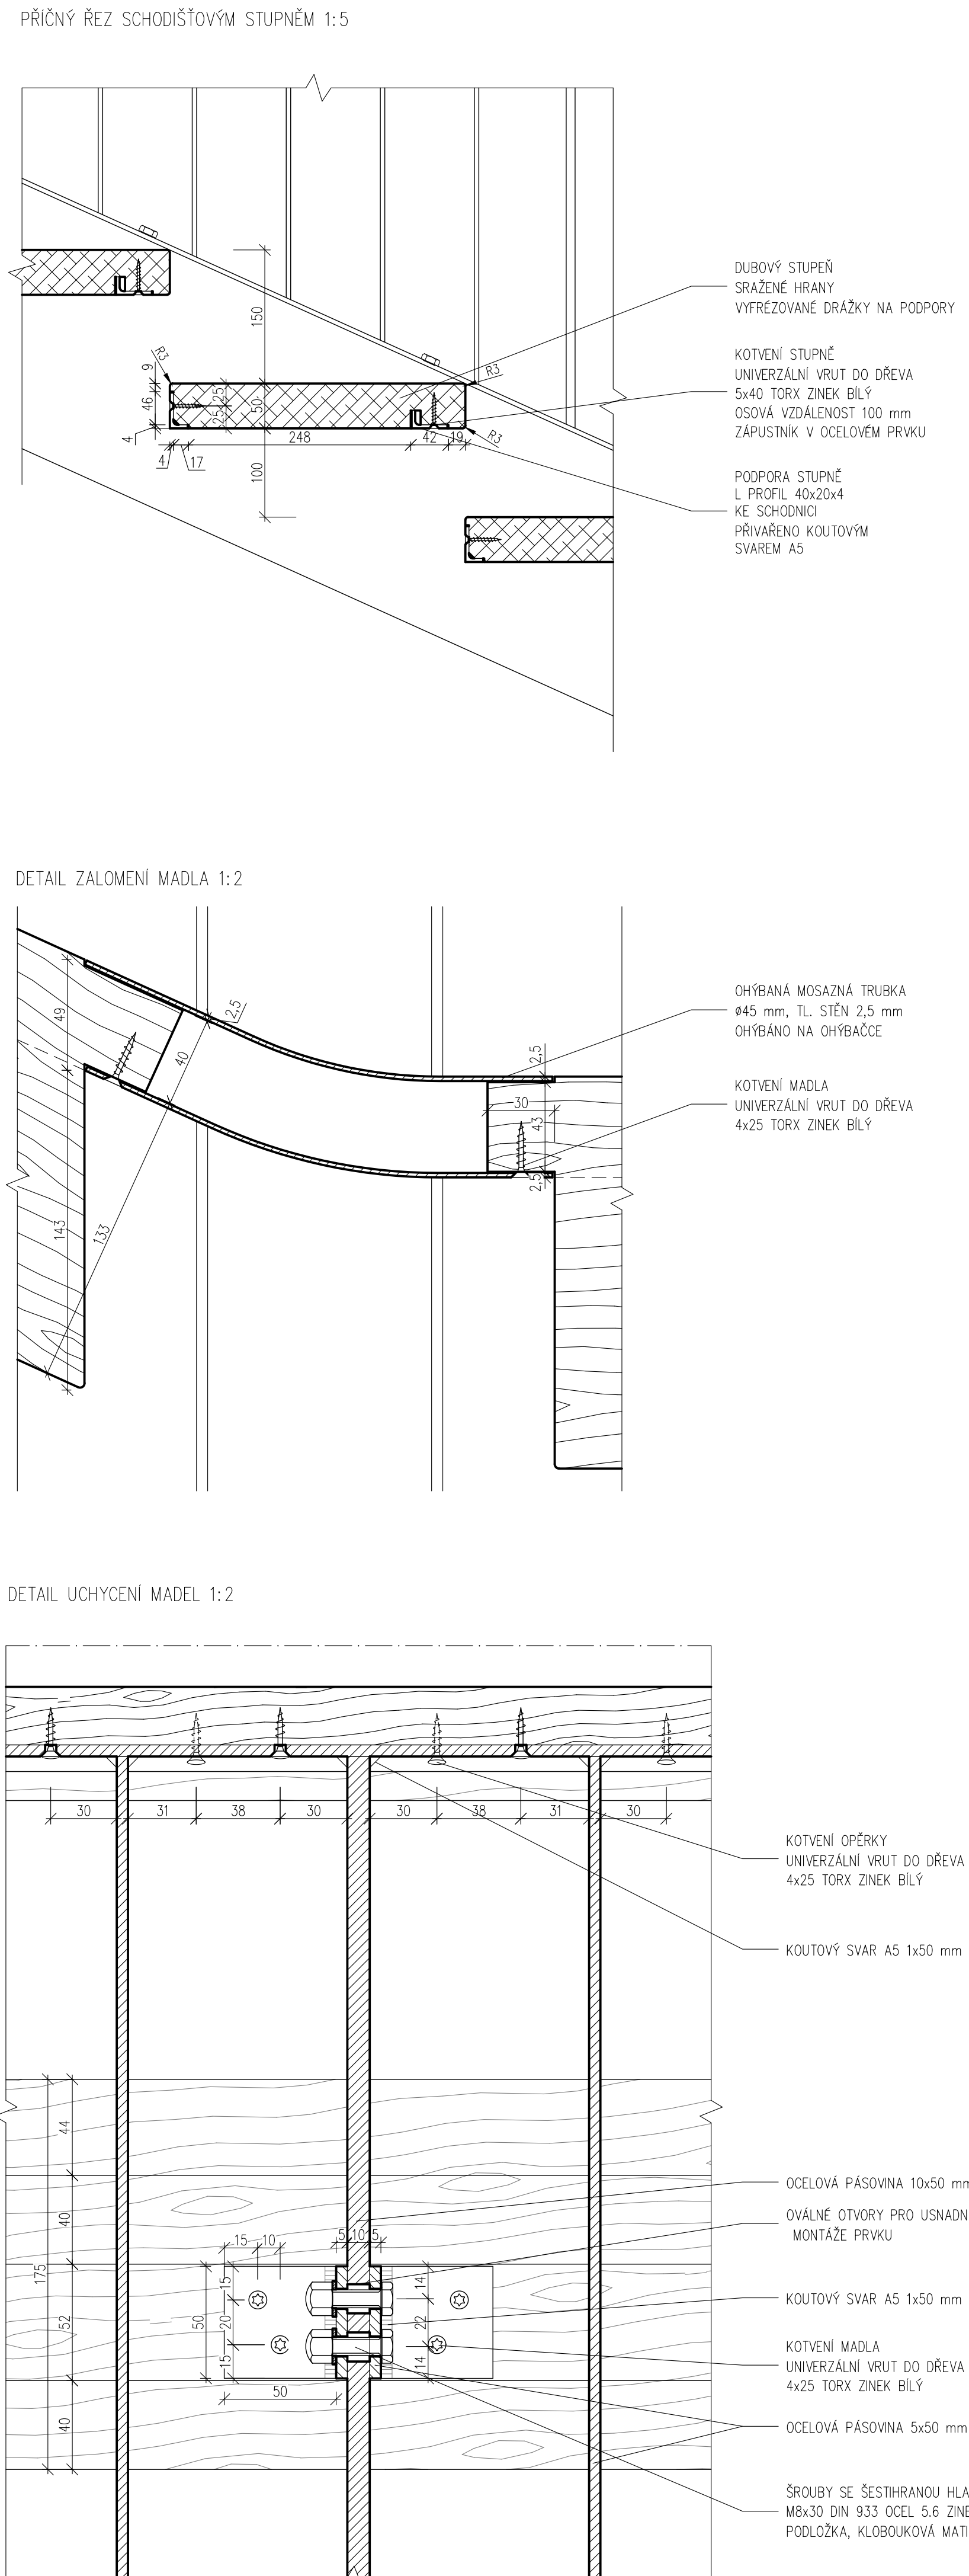 PŘÍČNÝ ŘEZ SCHODIŠŤOVÝM STUPNĚM 1:5
DUBOVÝ STUPEŇ
SRAŽENÉ HRANY
VYFRÉZOVANÉ DRÁŽKY NA PODPORY
KOTVENÍ STUPNĚ
UNIVERZÁLNÍ VRUT DO DŘEVA
5x40 TORX ZINEK BÍLÝ
OSOVÁ VZDÁLENOST 100 mm
ZÁPUSTNÍK V OCELOVÉM PRVKU
PODPORA STUPNĚ
L PROFIL 40x20x4
KE SCHODNICI
PŘIVAŘENO KOUTOVÝM
SVAREM A5
150
R3
R3
R3
9
46
4
25
25
50
248
42
19
4
17
100
DETAIL ZALOMENÍ MADLA 1:2
OHÝBANÁ MOSAZNÁ TRUBKA
Ø45 mm, TL. STĚN 2,5 mm
OHÝBÁNO NA OHÝBAČCE
KOTVENÍ MADLA
UNIVERZÁLNÍ VRUT DO DŘEVA
4x25 TORX ZINEK BÍLÝ
49
2,5
40
143
133
2,5
30
43
2,5
DETAIL UCHYCENÍ MADEL 1:2
30
31
38
30
30
38
31
30
KOTVENÍ OPĚRKY
UNIVERZÁLNÍ VRUT DO DŘEVA
4x25 TORX ZINEK BÍLÝ
KOUTOVÝ SVAR A5 1x50 mm
175
44
40
52
40
15
10
5
10
5
50
15
20
15
14
22
14
50
OCELOVÁ PÁSOVINA 10x50 mm
OVÁLNÉ OTVORY PRO USNADN
MONTÁŽE PRVKU
KOUTOVÝ SVAR A5 1x50 mm
KOTVENÍ MADLA
UNIVERZÁLNÍ VRUT DO DŘEVA
4x25 TORX ZINEK BÍLÝ
OCELOVÁ PÁSOVINA 5x50 mm
ŠROUBY SE ŠESTIHRANOU HLA
M8x30 DIN 933 OCEL 5.6 ZINE
PODLOŽKA, KLOBOUKOVÁ MATI